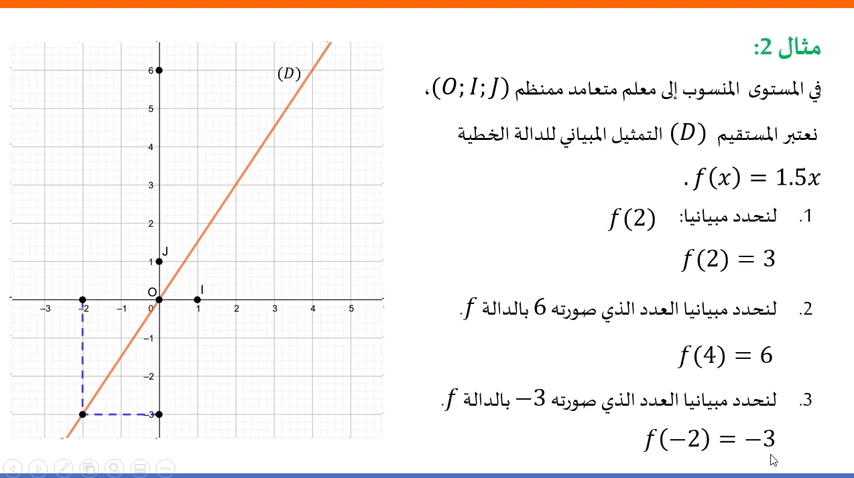 مثال 2:
في المستوى المنسوب إلى معلم متعامد ممنظم (O; I; J)،
نعتبر المستقيم (D) التمثيل المبياني للدالة الخطية
f(x) = 1.5x.
1. لنحدد مبيانيا: f(2)
f(2) = 3
2. لنحدد مبيانيا العدد الذي صورته 6 بالدالة f.
f(4) = 6
3. لنحدد مبيانيا العدد الذي صورته −3 بالدالة f.
f(−2) = −3
(D)
6
5
4
3
2
J
1
O I
−3 −2 −1 0 1 2 3 4 5
−1
−2
−3